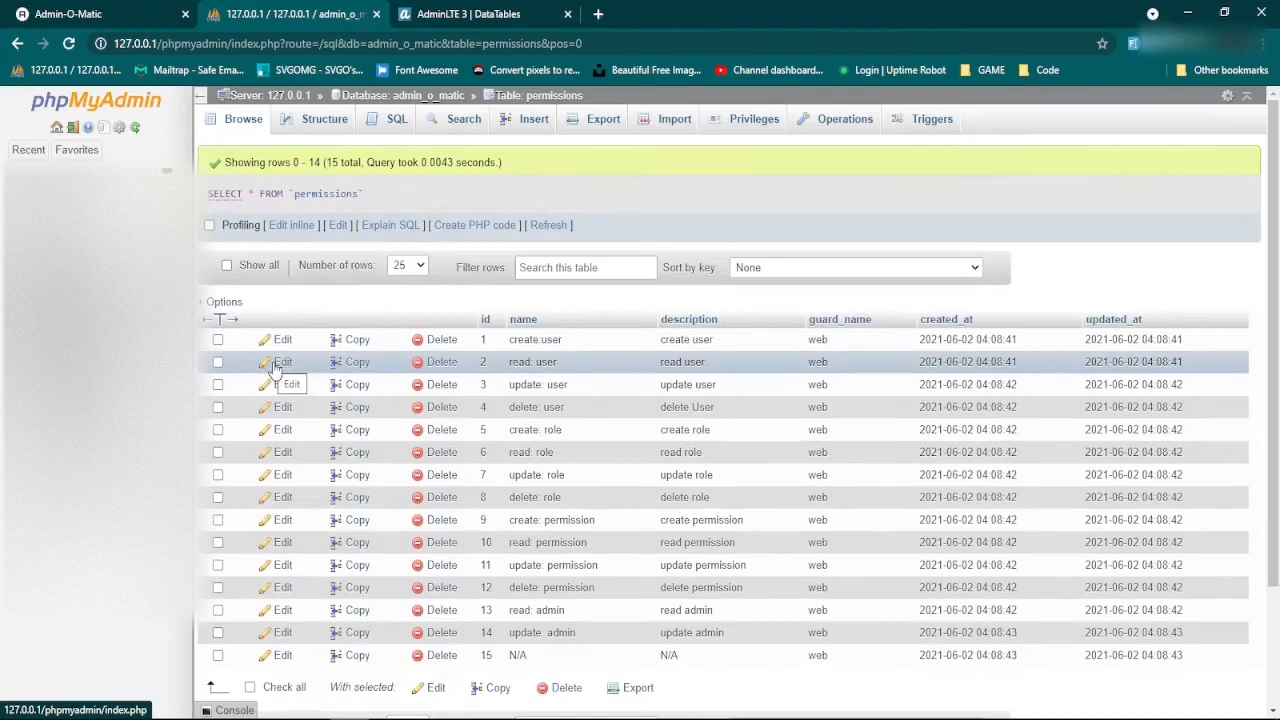 Admin-O-Matic
127.0.0.1 / 127.0.0.1 / admin_o_m
AdminLTE 3 | DataTables
127.0.0.1/phpmyadmin/index.php?route=/sql&db=admin_o_matic&table=permissions&pos=0
127.0.0.1 / 127.0.0.1... Mailtrap - Safe Ema... SVGOMG - SVGO's... Font Awesome Convert pixels to re... Beautiful Free Imag... Channel dashboard... Login | Uptime Robot GAME Code Other bookmarks
phpMyAdmin
Recent Favorites
Server: 127.0.0.1 » Database: admin_o_matic » Table: permissions
Browse Structure SQL Search Insert Export Import Privileges Operations Triggers
Showing rows 0 - 14 (15 total, Query took 0.0043 seconds.)
SELECT * FROM `permissions`
Profiling [ Edit inline ] [ Edit ] [ Explain SQL ] [ Create PHP code ] [ Refresh ]
Show all | Number of rows: 25 Filter rows: Search this table Sort by key: None
+ Options
←T→ id name description guard_name created_at updated_at
Edit Copy Delete 1 create:user create user web 2021-06-02 04:08:41 2021-06-02 04:08:41
Edit Copy Delete 2 read: user read user web 2021-06-02 04:08:41 2021-06-02 04:08:41
Edit Copy Delete 3 update: user update user web 2021-06-02 04:08:42 2021-06-02 04:08:42
Edit Copy Delete 4 delete: user delete User web 2021-06-02 04:08:42 2021-06-02 04:08:42
Edit Copy Delete 5 create: role create role web 2021-06-02 04:08:42 2021-06-02 04:08:42
Edit Copy Delete 6 read: role read role web 2021-06-02 04:08:42 2021-06-02 04:08:42
Edit Copy Delete 7 update: role update role web 2021-06-02 04:08:42 2021-06-02 04:08:42
Edit Copy Delete 8 delete: role delete role web 2021-06-02 04:08:42 2021-06-02 04:08:42
Edit Copy Delete 9 create: permission create permission web 2021-06-02 04:08:42 2021-06-02 04:08:42
Edit Copy Delete 10 read: permission read permission web 2021-06-02 04:08:42 2021-06-02 04:08:42
Edit Copy Delete 11 update: permission update permission web 2021-06-02 04:08:42 2021-06-02 04:08:42
Edit Copy Delete 12 delete: permission delete permission web 2021-06-02 04:08:42 2021-06-02 04:08:42
Edit Copy Delete 13 read: admin read admin web 2021-06-02 04:08:42 2021-06-02 04:08:42
Edit Copy Delete 14 update: admin update admin web 2021-06-02 04:08:43 2021-06-02 04:08:43
Edit Copy Delete 15 N/A N/A web 2021-06-02 04:08:43 2021-06-02 04:08:43
Check all With selected: Edit Copy Delete Export
127.0.0.1/phpmyadmin/index.php
Console